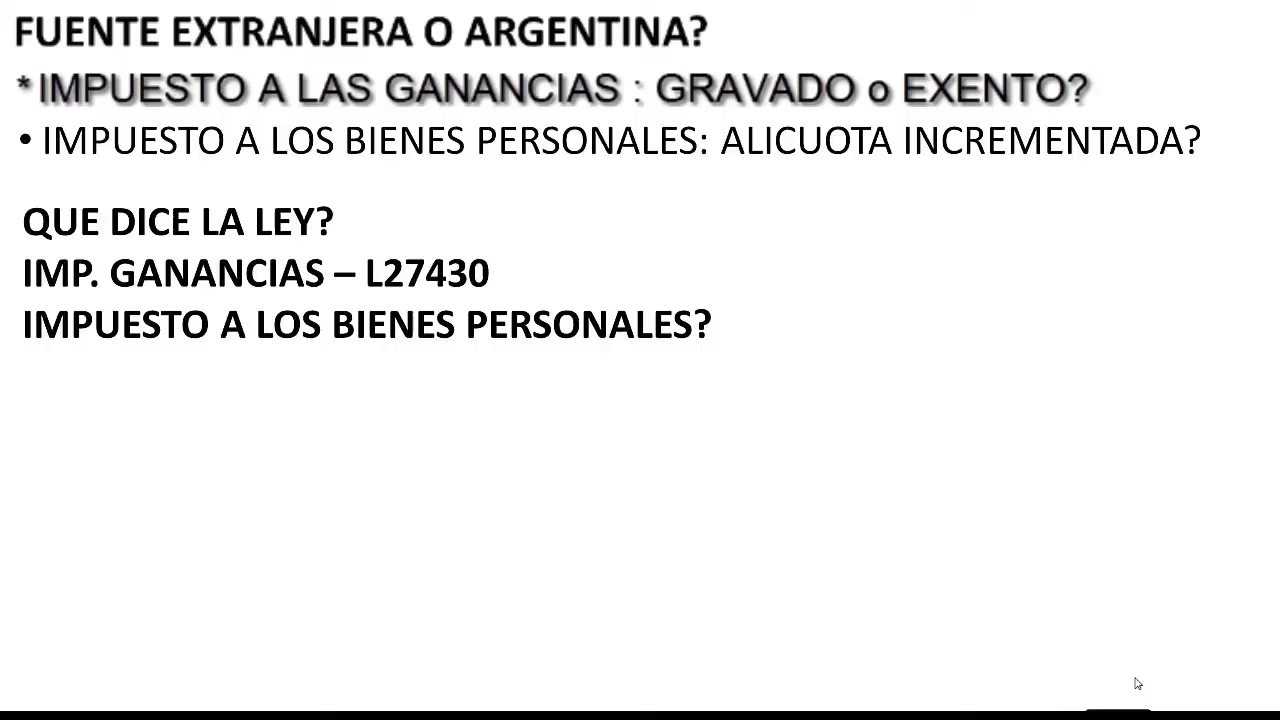 FUENTE EXTRANJERA O ARGENTINA?
* IMPUESTO A LAS GANANCIAS : GRAVADO o EXENTO?
• IMPUESTO A LOS BIENES PERSONALES: ALICUOTA INCREMENTADA?
QUE DICE LA LEY?
IMP. GANANCIAS – L27430
IMPUESTO A LOS BIENES PERSONALES?